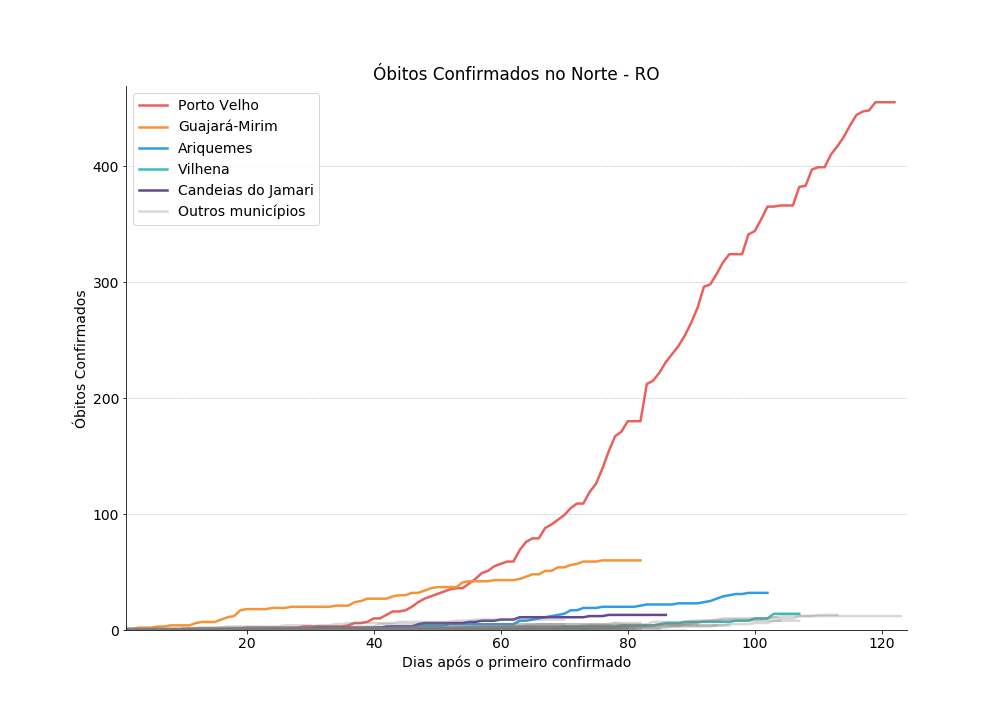 Óbitos Confirmados no Norte - RO
Porto Velho
Guajará-Mirim
Ariquemes
Vilhena
Candeias do Jamari
Outros municípios
Óbitos Confirmados
400
300
200
100
0
20 40 60 80 100 120
Dias após o primeiro confirmado